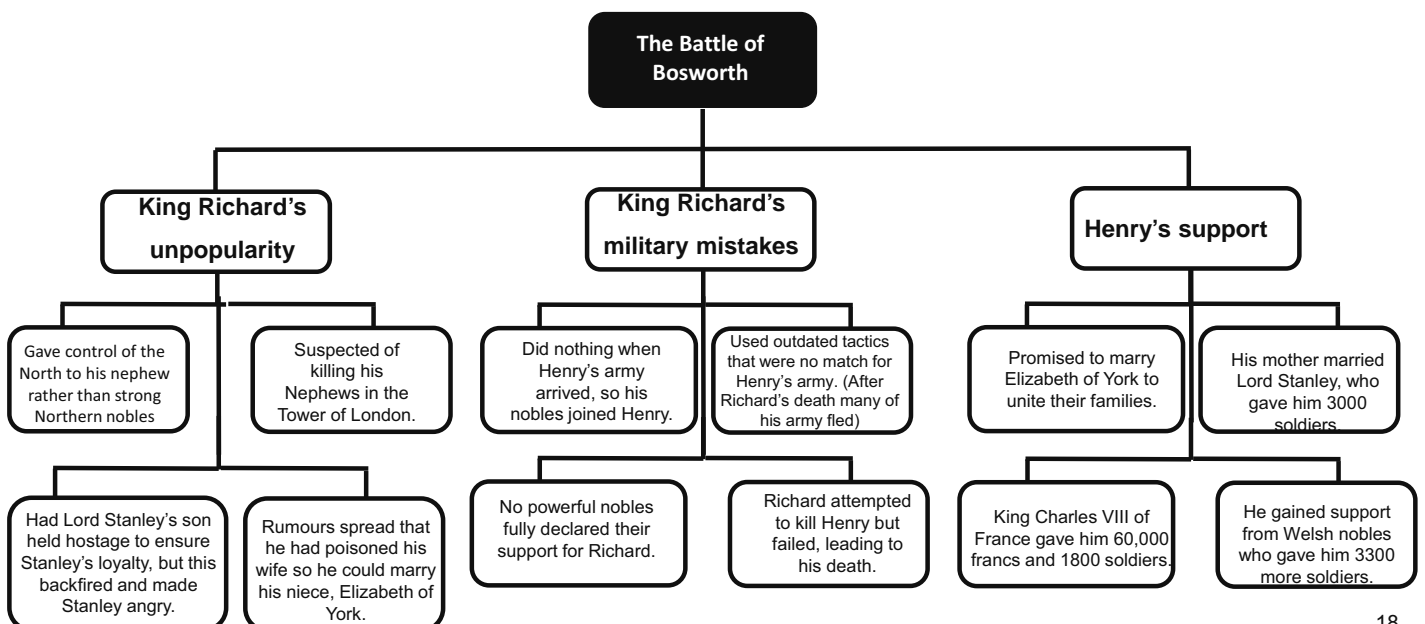 The Battle of
Bosworth
King Richard's
unpopularity
King Richard's
military mistakes
Henry's support
Gave control of the
North to his nephew
rather than strong
Northern nobles
Suspected of
killing his
Nephews in the
Tower of London.
Did nothing when
Henry's army
arrived, so his
nobles joined Henry.
Used outdated tactics
that were no match for
Henry's army. (After
Richard's death many of
his army fled)
Promised to marry
Elizabeth of York to
unite their families.
His mother married
Lord Stanley, who
gave him 3000
soldiers.
Had Lord Stanley's son
held hostage to ensure
Stanley's loyalty, but this
backfired and made
Stanley angry.
Rumours spread that
he had poisoned his
wife so he could marry
his niece, Elizabeth of
York.
No powerful nobles
fully declared their
support for Richard.
Richard attempted
to kill Henry but
failed, leading to
his death.
King Charles VIII of
France gave him 60,000
francs and 1800 soldiers.
He gained support
from Welsh nobles
who gave him 3300
more soldiers.
18